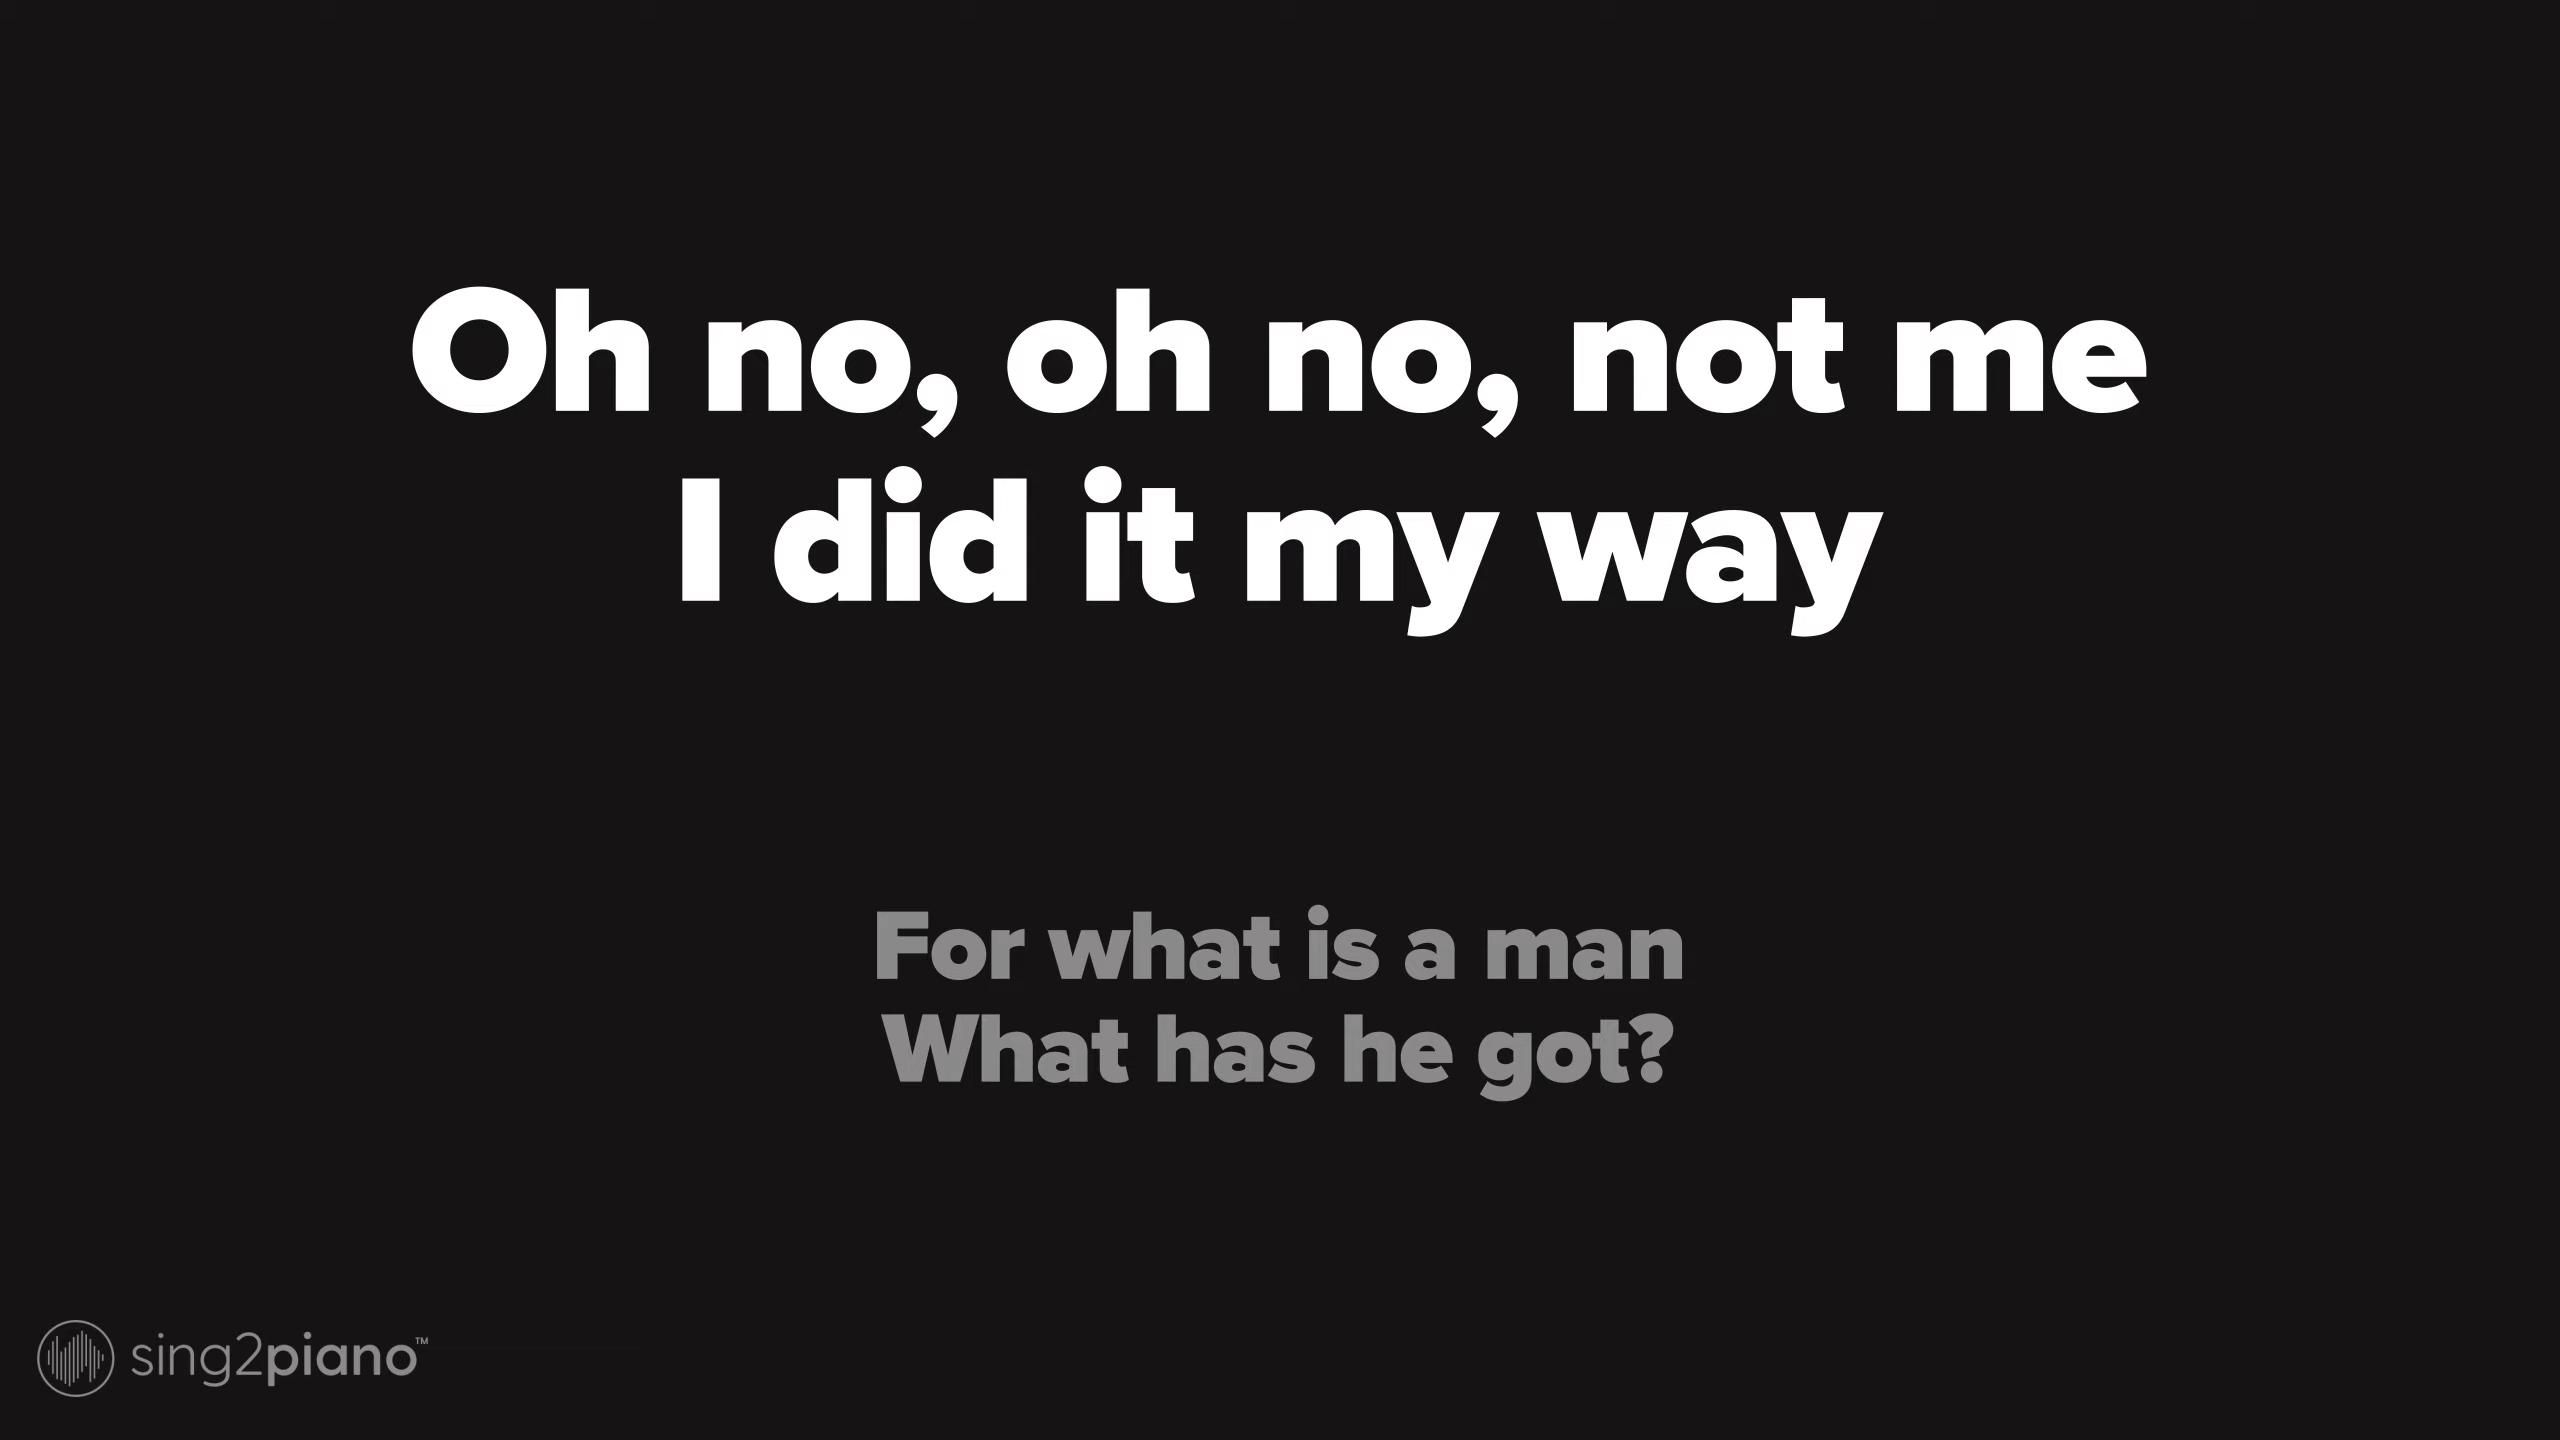 Oh no, oh no, not me
I did it my way
For what is a man
What has he got?
sing2piano™